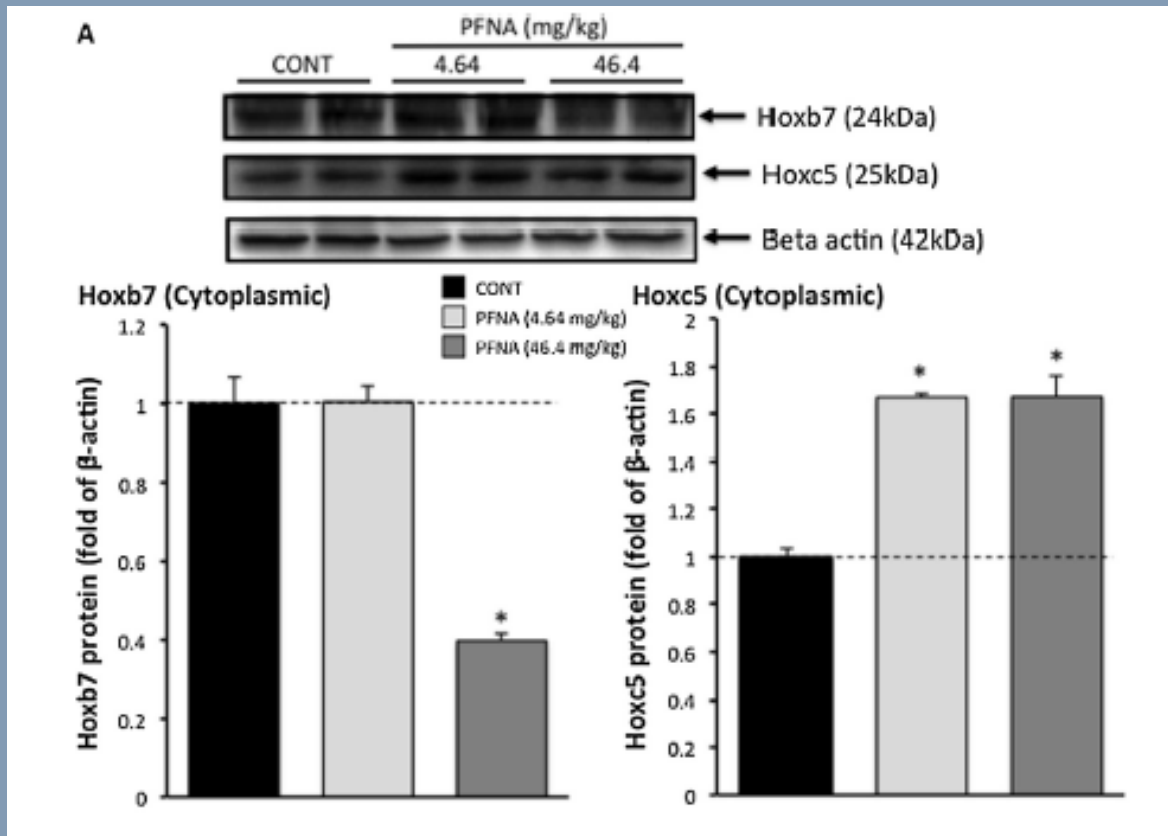 A
PFNA (mg/kg)
CONT 4.64 46.4
Hoxb7 (24kDa)
Hoxc5 (25kDa)
Beta actin (42kDa)
Hoxb7 (Cytoplasmic)
CONT
PFNA (4.64 mg/kg)
PFNA (46.4 mg/kg)
Hoxb7 protein (fold of β-actin)
1.2
1
0.8
0.6
0.4
0.2
0
*
Hoxc5 (Cytoplasmic)
Hoxc5 protein (fold of β-actin)
2
1.8
1.6
1.4
1.2
1
0.8
0.6
0.4
0.2
0
* *